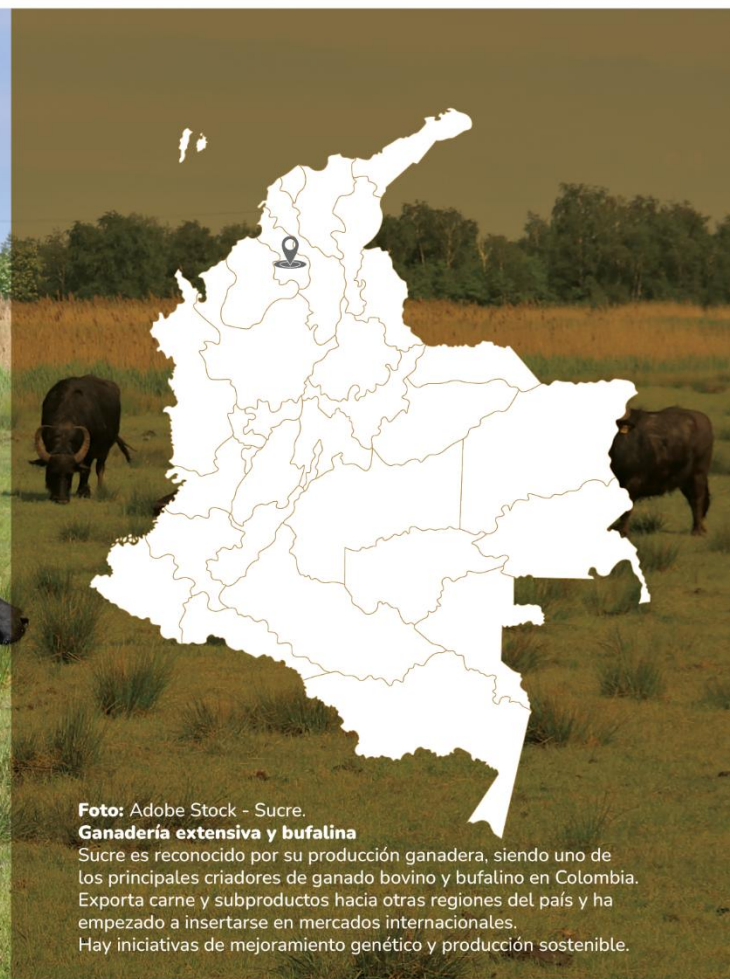 Foto: Adobe Stock - Sucre.
Ganadería extensiva y bufalina
Sucre es reconocido por su producción ganadera, siendo uno de
los principales criadores de ganado bovino y bufalino en Colombia.
Exporta carne y subproductos hacia otras regiones del país y ha
empezado a insertarse en mercados internacionales.
Hay iniciativas de mejoramiento genético y producción sostenible.